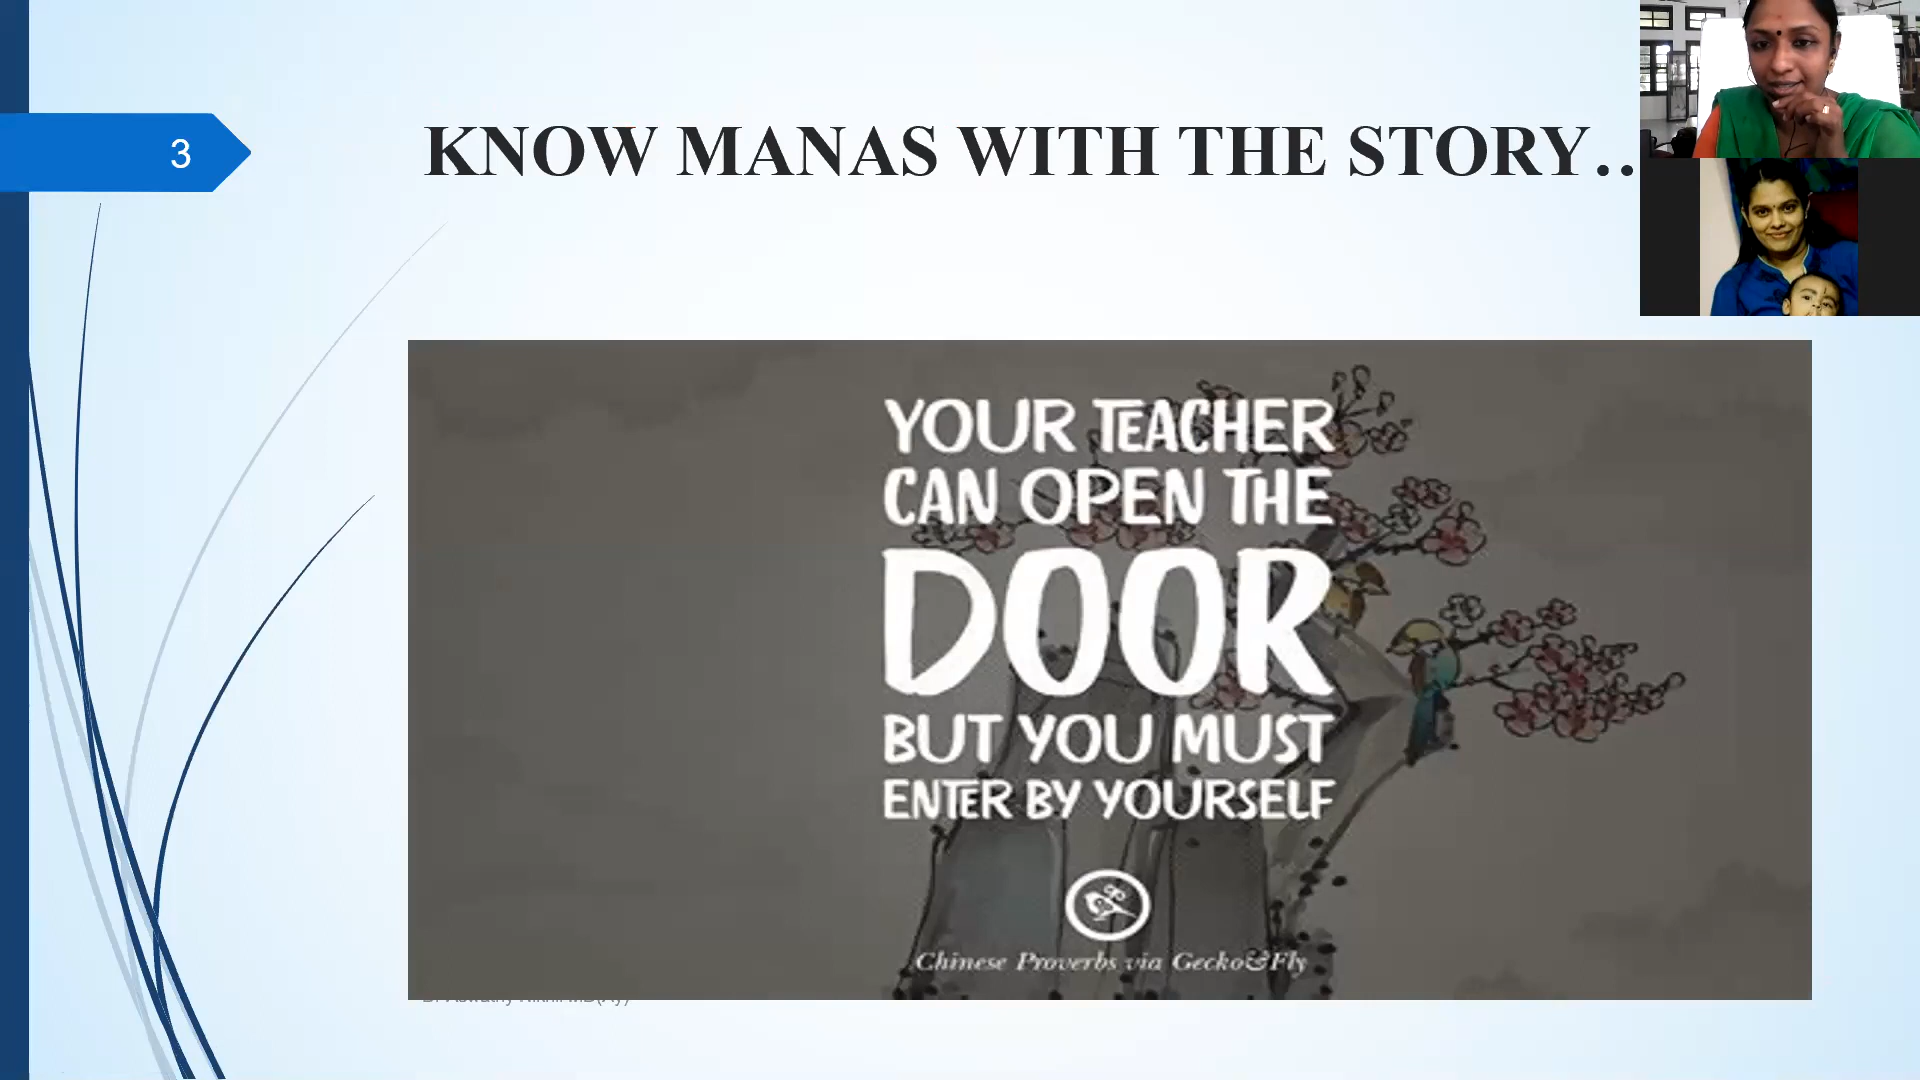 3
KNOW MANAS WITH THE STORY..
YOUR TEACHER
CAN OPEN THE
DOOR
BUT YOU MUST
ENTER BY YOURSELF
Chinese Proverbs via Gecko&Fly